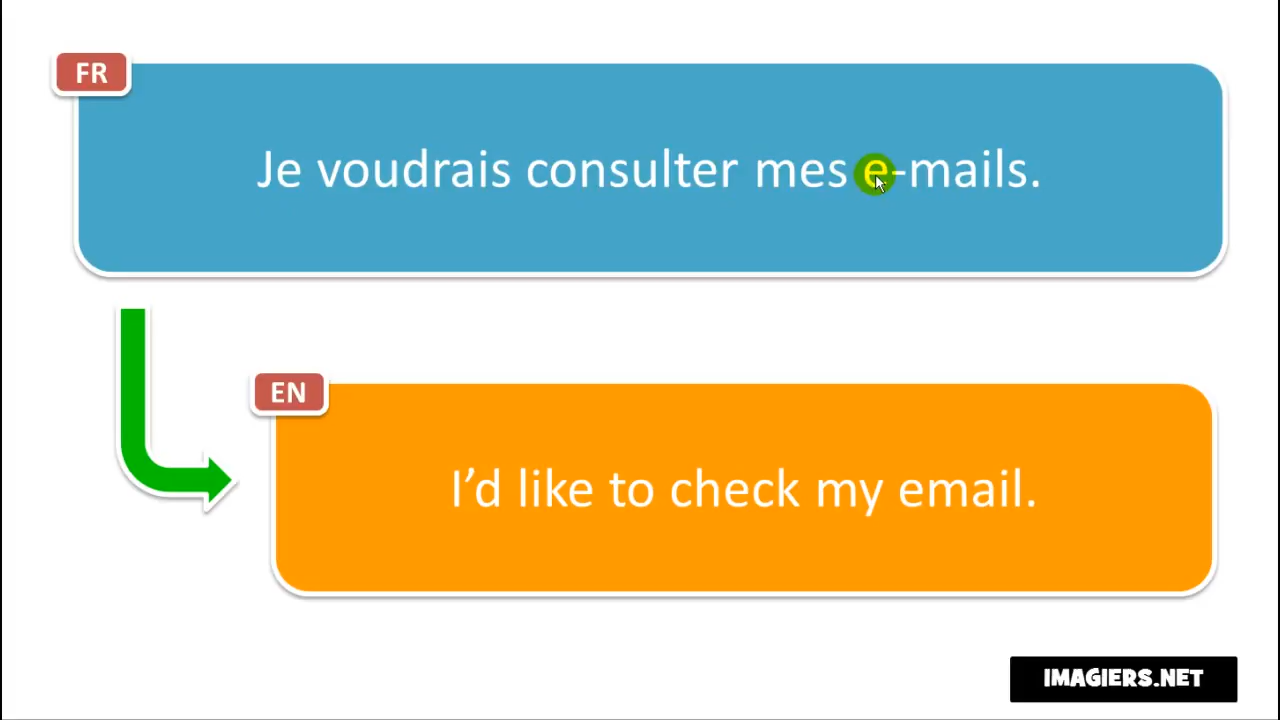 FR
Je voudrais consulter mes e-mails.
EN
I’d like to check my email.
IMAGIERS.NET